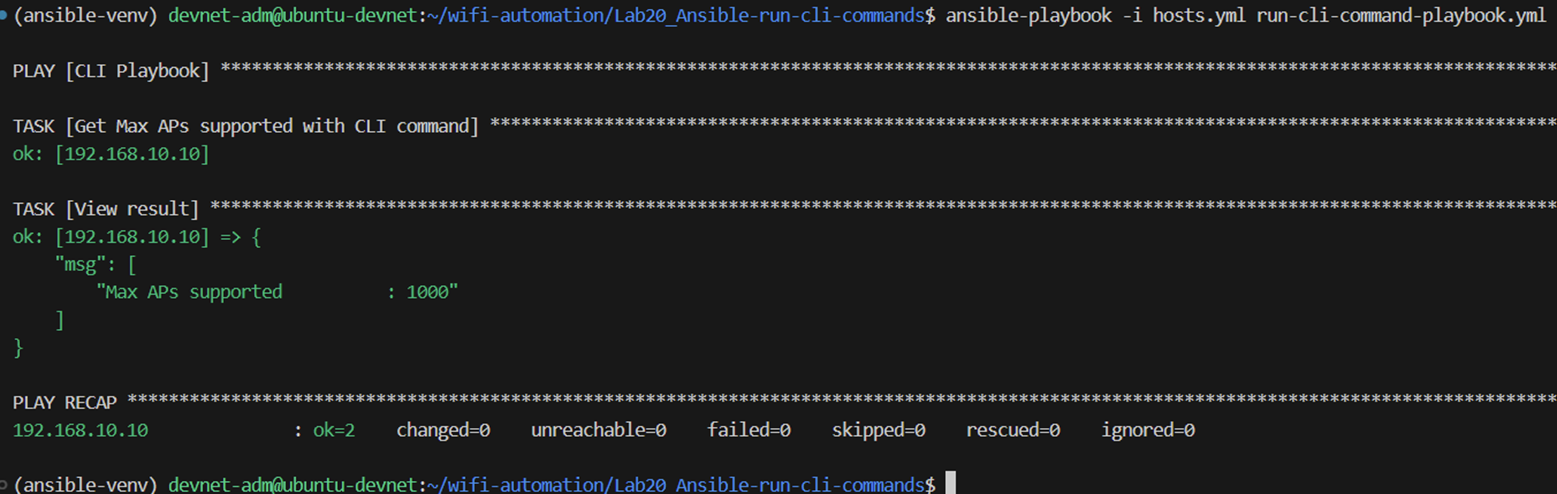 (ansible-venv) devnet-adm@ubuntu-devnet:~/wifi-automation/Lab20_Ansible-run-cli-commands$ ansible-playbook -i hosts.yml run-cli-command-playbook.yml
PLAY [CLI Playbook] *********************************************************************************************************************************
TASK [Get Max APs supported with CLI command] *******************************************************************************************************
ok: [192.168.10.10]
TASK [View result] **********************************************************************************************************************************
ok: [192.168.10.10] => {
    "msg": [
        "Max APs supported          : 1000"
    ]
}
PLAY RECAP ******************************************************************************************************************************************
192.168.10.10              : ok=2    changed=0    unreachable=0    failed=0    skipped=0    rescued=0    ignored=0
(ansible-venv) devnet-adm@ubuntu-devnet:~/wifi-automation/Lab20_Ansible-run-cli-commands$